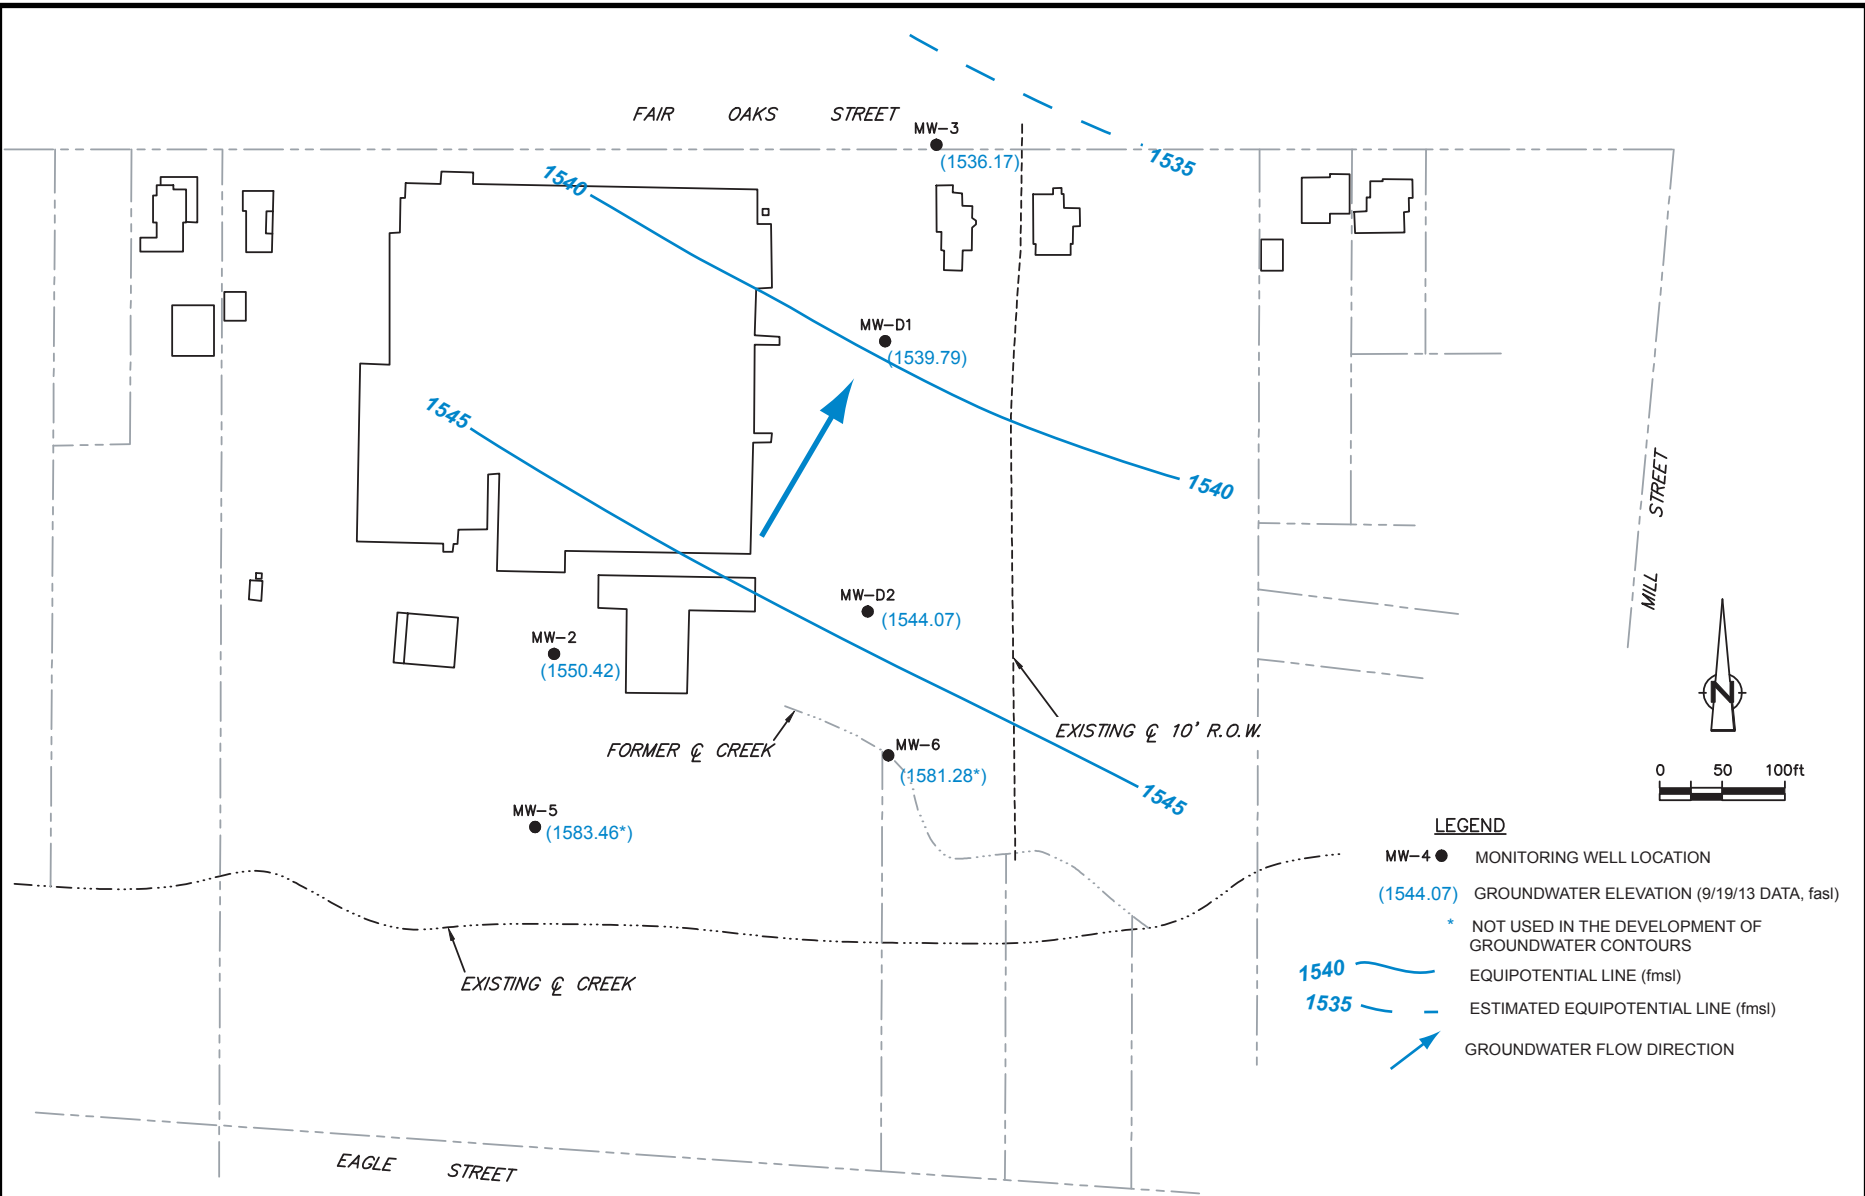 FAIR OAKS STREET
MW-3
(1536.17)
1535
1540
MW-D1
(1539.79)
1545
1540
MILL STREET
MW-D2
(1544.07)
MW-2
(1550.42)
N
EXISTING ℄ 10' R.O.W.
FORMER ℄ CREEK
MW-6
(1581.28*)
1545
0 50 100ft
MW-5
(1583.46*)
LEGEND
MW-4 MONITORING WELL LOCATION
(1544.07) GROUNDWATER ELEVATION (9/19/13 DATA, fasl)
* NOT USED IN THE DEVELOPMENT OF
GROUNDWATER CONTOURS
1540 EQUIPOTENTIAL LINE (fmsl)
1535 ESTIMATED EQUIPOTENTIAL LINE (fmsl)
GROUNDWATER FLOW DIRECTION
EXISTING ℄ CREEK
EAGLE STREET